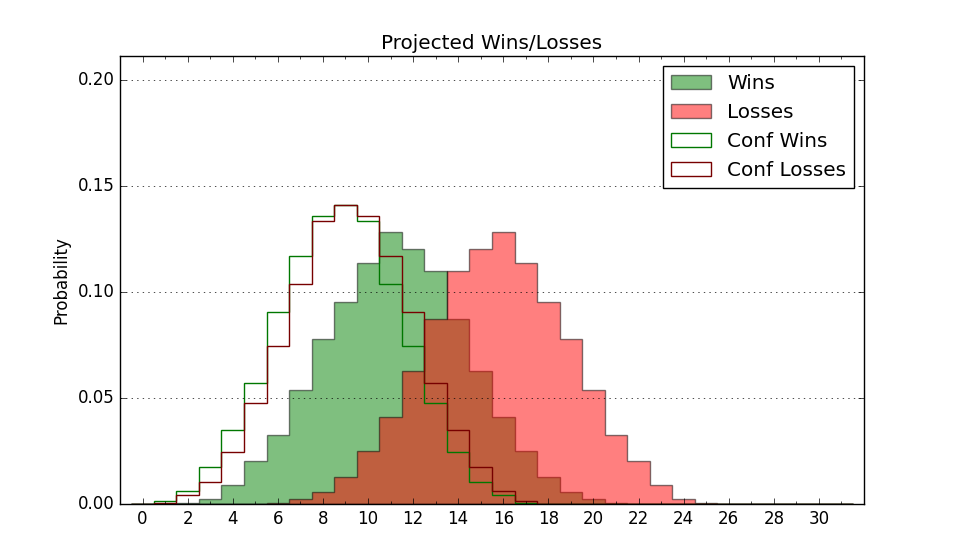 Projected Wins/Losses
0.20
0.15
0.10
0.05
0.00
Probability
Wins
Losses
Conf Wins
Conf Losses
0 2 4 6 8 10 12 14 16 18 20 22 24 26 28 30